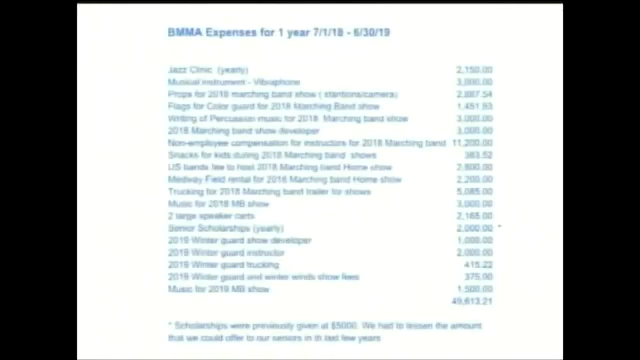 BMMA Expenses for 1 year 7/1/18 - 6/30/19
Jazz Clinic (yearly) 2,150.00
Musical instrument - Vibraphone 3,000.00
Props for 2018 marching band show ( stantions/camera) 2,887.54
Flags for Color guard for 2018 Marching Band show 1,451.93
Writing of Percussion music for 2018 Marching band show 3,000.00
2018 Marching band show developer 3,000.00
Non-employee compensation for instructors for 2018 Marching band 11,200.00
Snacks for kids during 2018 Marching band shows 383.52
US bands fee to host 2018 Marching band Home show 2,800.00
Medway Field rental for 2018 Marching band Home show 2,200.00
Trucking for 2018 Marching band trailer for shows 5,085.00
Music for 2018 MB show 3,000.00
2 large speaker carts 2,165.00
Senior Scholarships (yearly) 2,000.00 *
2019 Winter guard show developer 1,000.00
2019 Winter guard instructor 2,000.00
2019 Winter guard trucking 415.22
2019 Winter guard and winter winds show fees 375.00
Music for 2019 MB show 1,500.00
49,613.21
* Scholarships were previously given at $5000. We had to lessen the amount
that we could offer to our seniors in th last few years